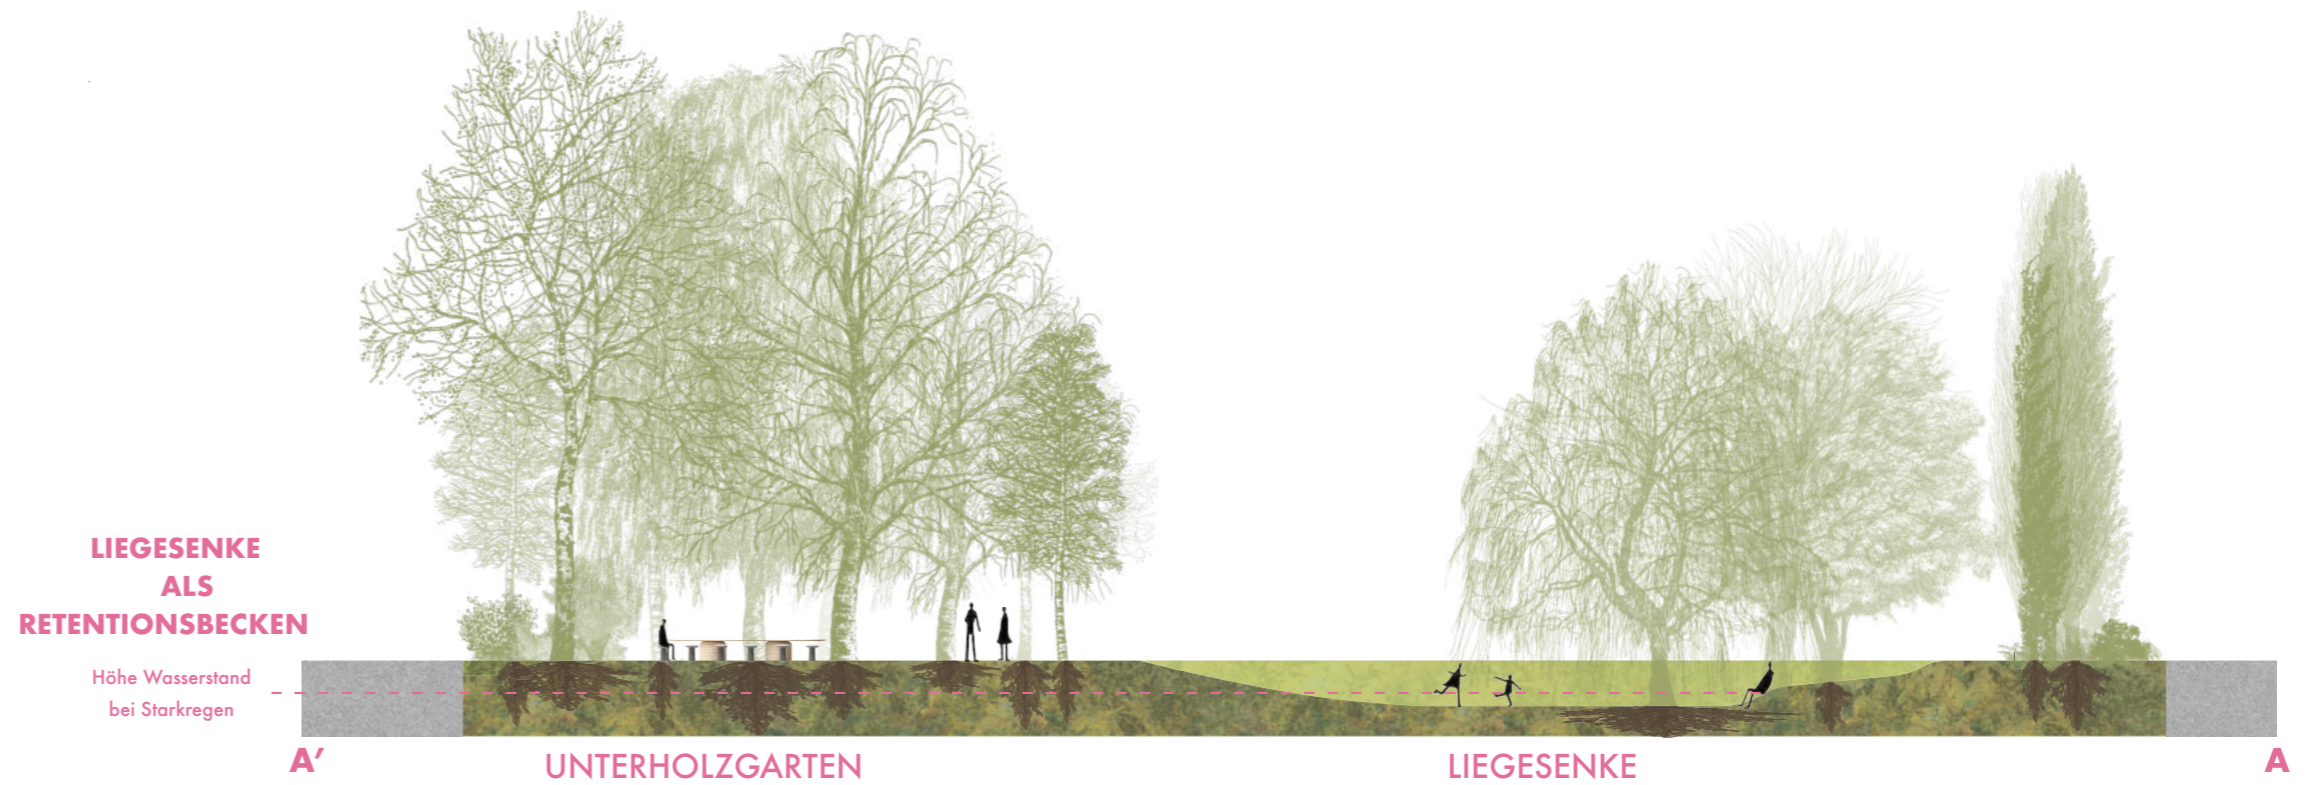 LIEGESENKE
ALS
RETENTIONSBECKEN
Höhe Wasserstand
bei Starkregen
A′
UNTERHOLZGARTEN
LIEGESENKE
A